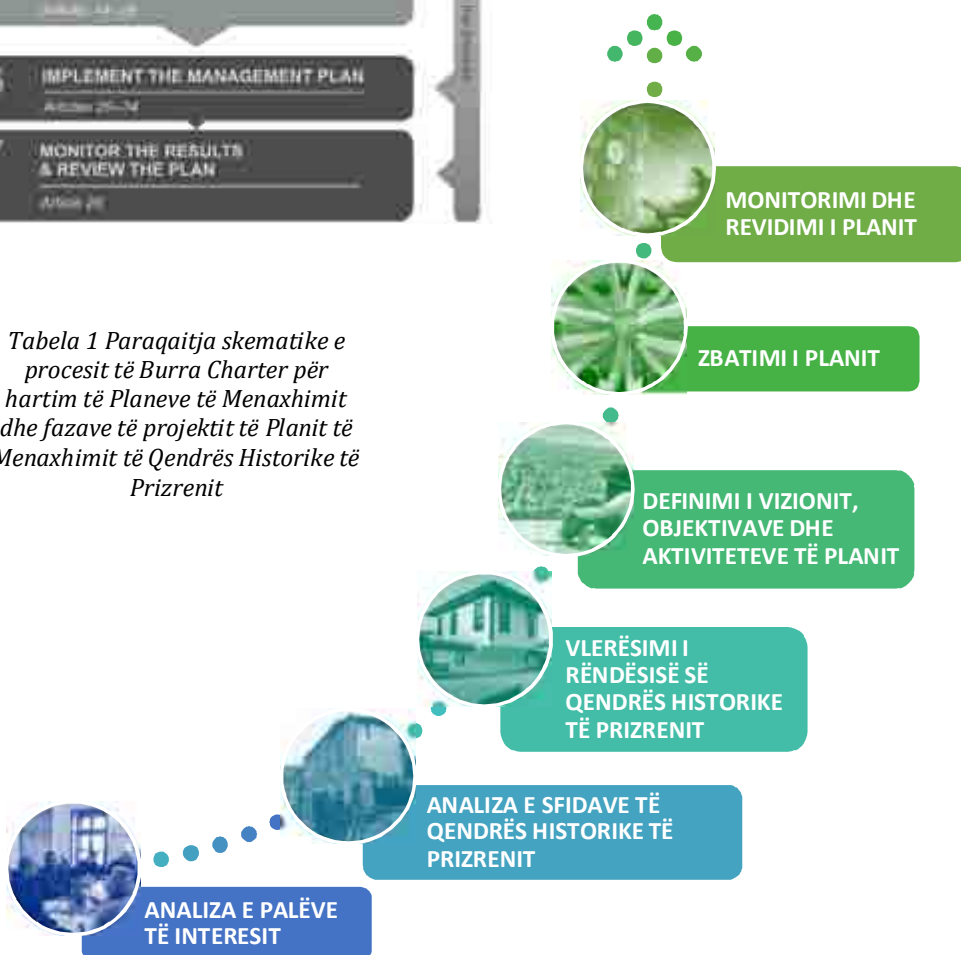 IMPLEMENT THE MANAGEMENT PLAN
MONITOR THE RESULTS
& REVIEW THE PLAN
Article 26
Tabela 1 Paraqaitja skematike e
procesit të Burra Charter për
hartim të Planeve të Menaxhimit
dhe fazave të projektit të Planit të
Menaxhimit të Qendrës Historike të
Prizrenit
MONITORIMI DHE
REVIDIMI I PLANIT
ZBATIMI I PLANIT
DEFINIMI I VIZIONIT,
OBJEKTIVAVE DHE
AKTIVITETEVE TË PLANIT
VLERËSIMI I
RËNDËSISË SË
QENDRËS HISTORIKE
TË PRIZRENIT
ANALIZA E SFIDAVE TË
QENDRËS HISTORIKE TË
PRIZRENIT
ANALIZA E PALËVE
TË INTERESIT